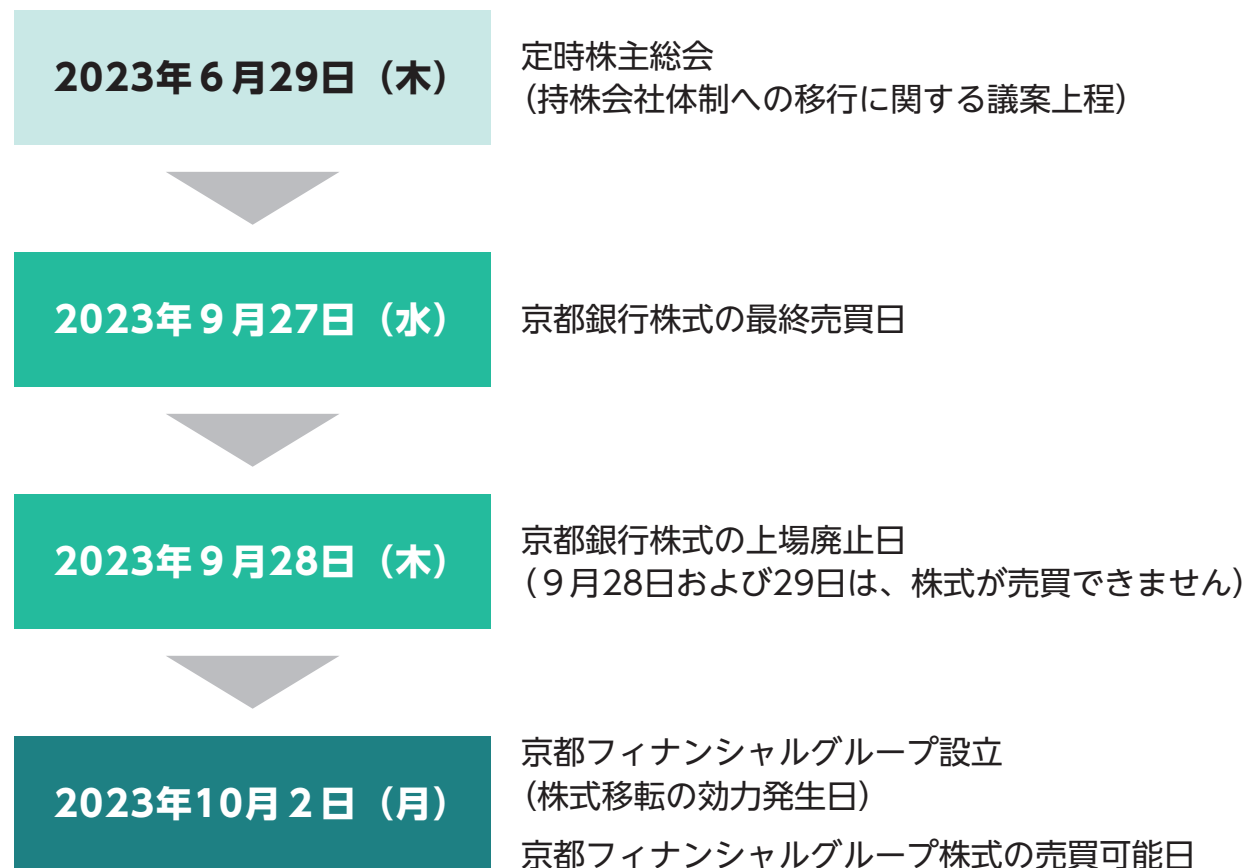 2023年６月29日（木）
定時株主総会
（持株会社体制への移行に関する議案上程）
2023年９月27日（水）
京都銀行株式の最終売買日
2023年９月28日（木）
京都銀行株式の上場廃止日
（９月28日および29日は、株式が売買できません）
2023年10月２日（月）
京都フィナンシャルグループ設立
（株式移転の効力発生日）
京都フィナンシャルグループ株式の売買可能日